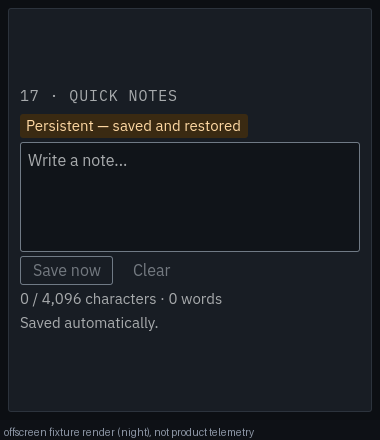 17 · QUICK NOTES
Persistent — saved and restored
Write a note...
Save now Clear
0 / 4,096 characters · 0 words
Saved automatically.
offscreen fixture render (night), not product telemetry